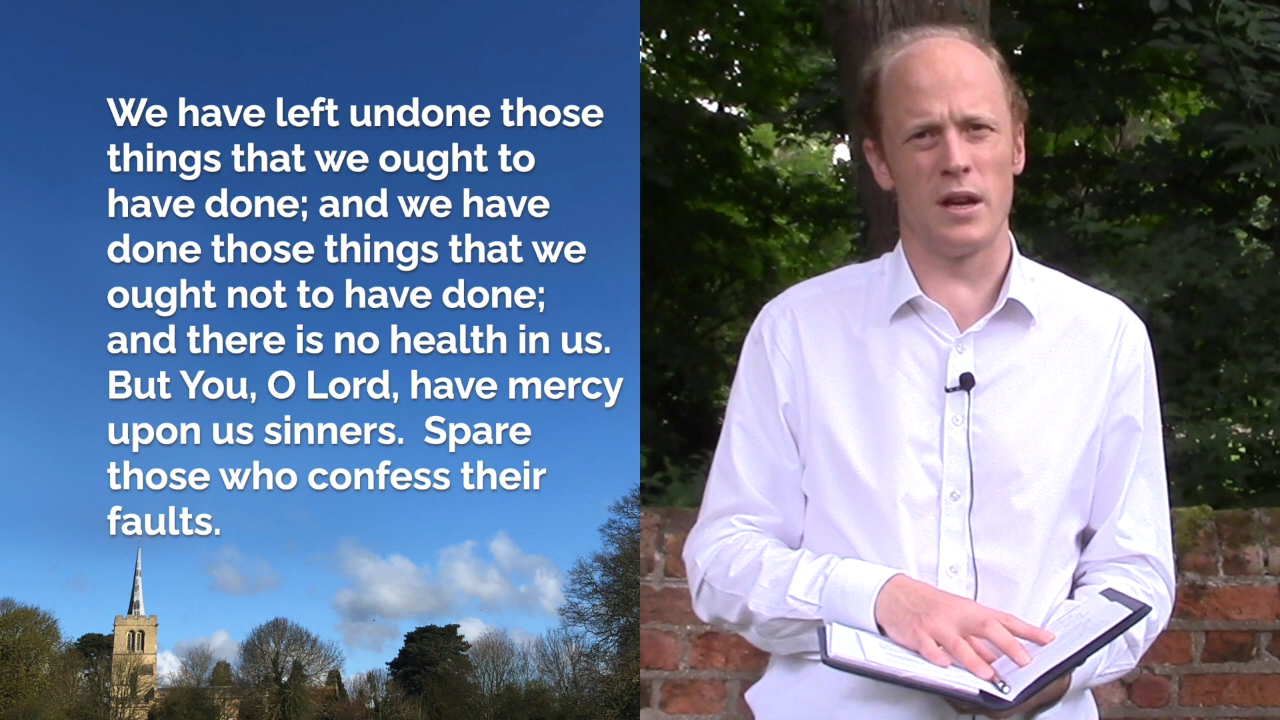 We have left undone those
things that we ought to
have done; and we have
done those things that we
ought not to have done;
and there is no health in us.
But You, O Lord, have mercy
upon us sinners.  Spare
those who confess their
faults.